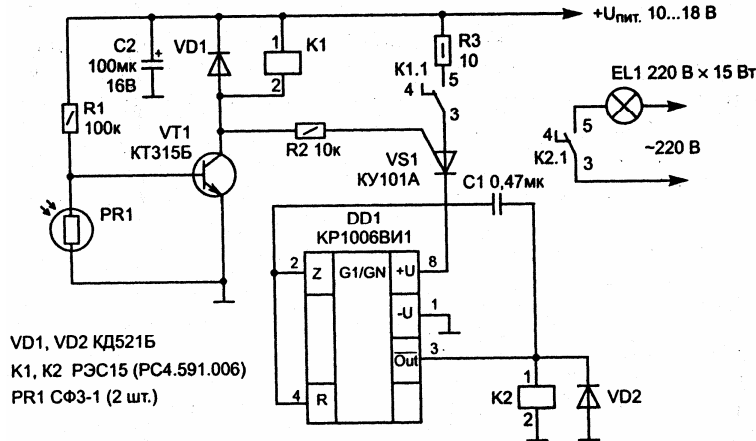 +Uпит. 10...18 В
C2
100мк
16В
+
VD1
1
K1
2
R3
10
K1.1
5
4
3
EL1 220 В × 15 Вт
R1
100к
VT1
КТ315Б
R2 10к
VS1
КУ101А
5
4
K2.1
3
~220 В
C1 0,47мк
PR1
DD1
КР1006ВИ1
2
Z
G1/GN
+U
8
-U
1
Out
3
4
R
1
K2
2
VD2
VD1, VD2 КД521Б
K1, K2 РЭС15 (РС4.591.006)
PR1 СФ3-1 (2 шт.)